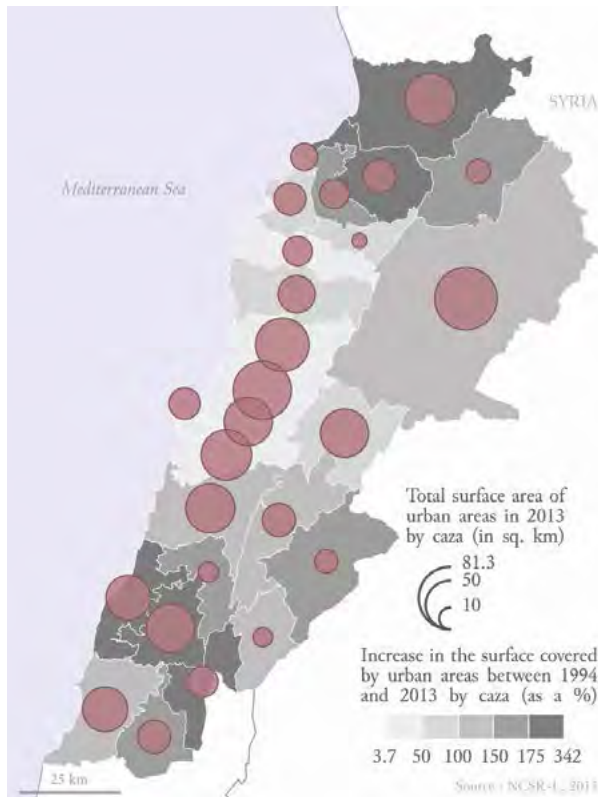 SYRIA
Mediterranean Sea
Total surface area of
urban areas in 2013
by caza (in sq. km)
81.3
50
10
Increase in the surface covered
by urban areas between 1994
and 2013 by caza (as a %)
3.7 50 100 150 175 342
25 km
Source : NCSR-L, 2013